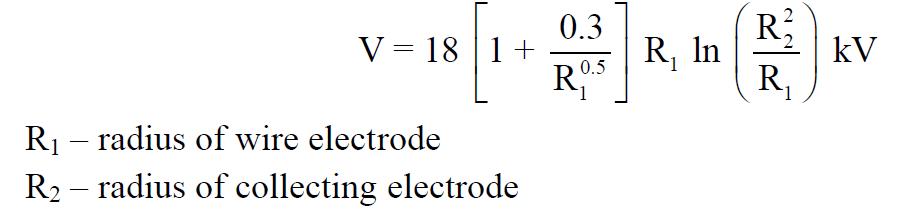 V = 18 [1 + 0.3 / R₁^0.5] R₁ ln (R₂² / R₁) kV
R₁ – radius of wire electrode
R₂ – radius of collecting electrode